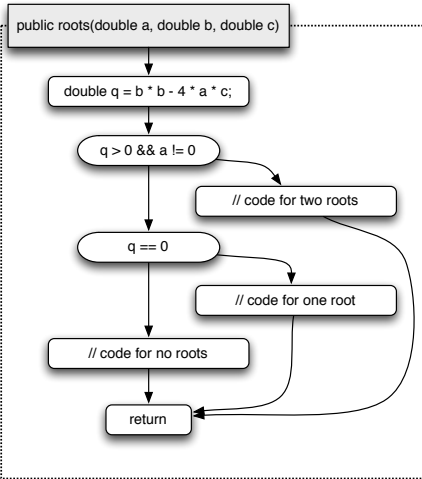 public roots(double a, double b, double c)
double q = b * b - 4 * a * c;
q > 0 && a != 0
// code for two roots
q == 0
// code for one root
// code for no roots
return